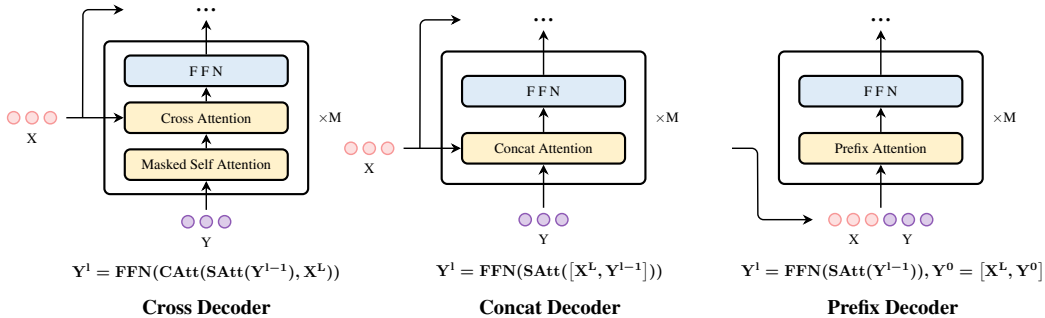 ...
FFN
Cross Attention
×M
X
Masked Self Attention
Y
Y^l = FFN(CAtt(SAtt(Y^{l−1}), X^L))
Cross Decoder
...
FFN
×M
Concat Attention
X
Y
Y^l = FFN(SAtt([X^L, Y^{l−1}]))
Concat Decoder
...
FFN
×M
Prefix Attention
X Y
Y^l = FFN(SAtt(Y^{l−1})), Y^0 = [X^L, Y^0]
Prefix Decoder